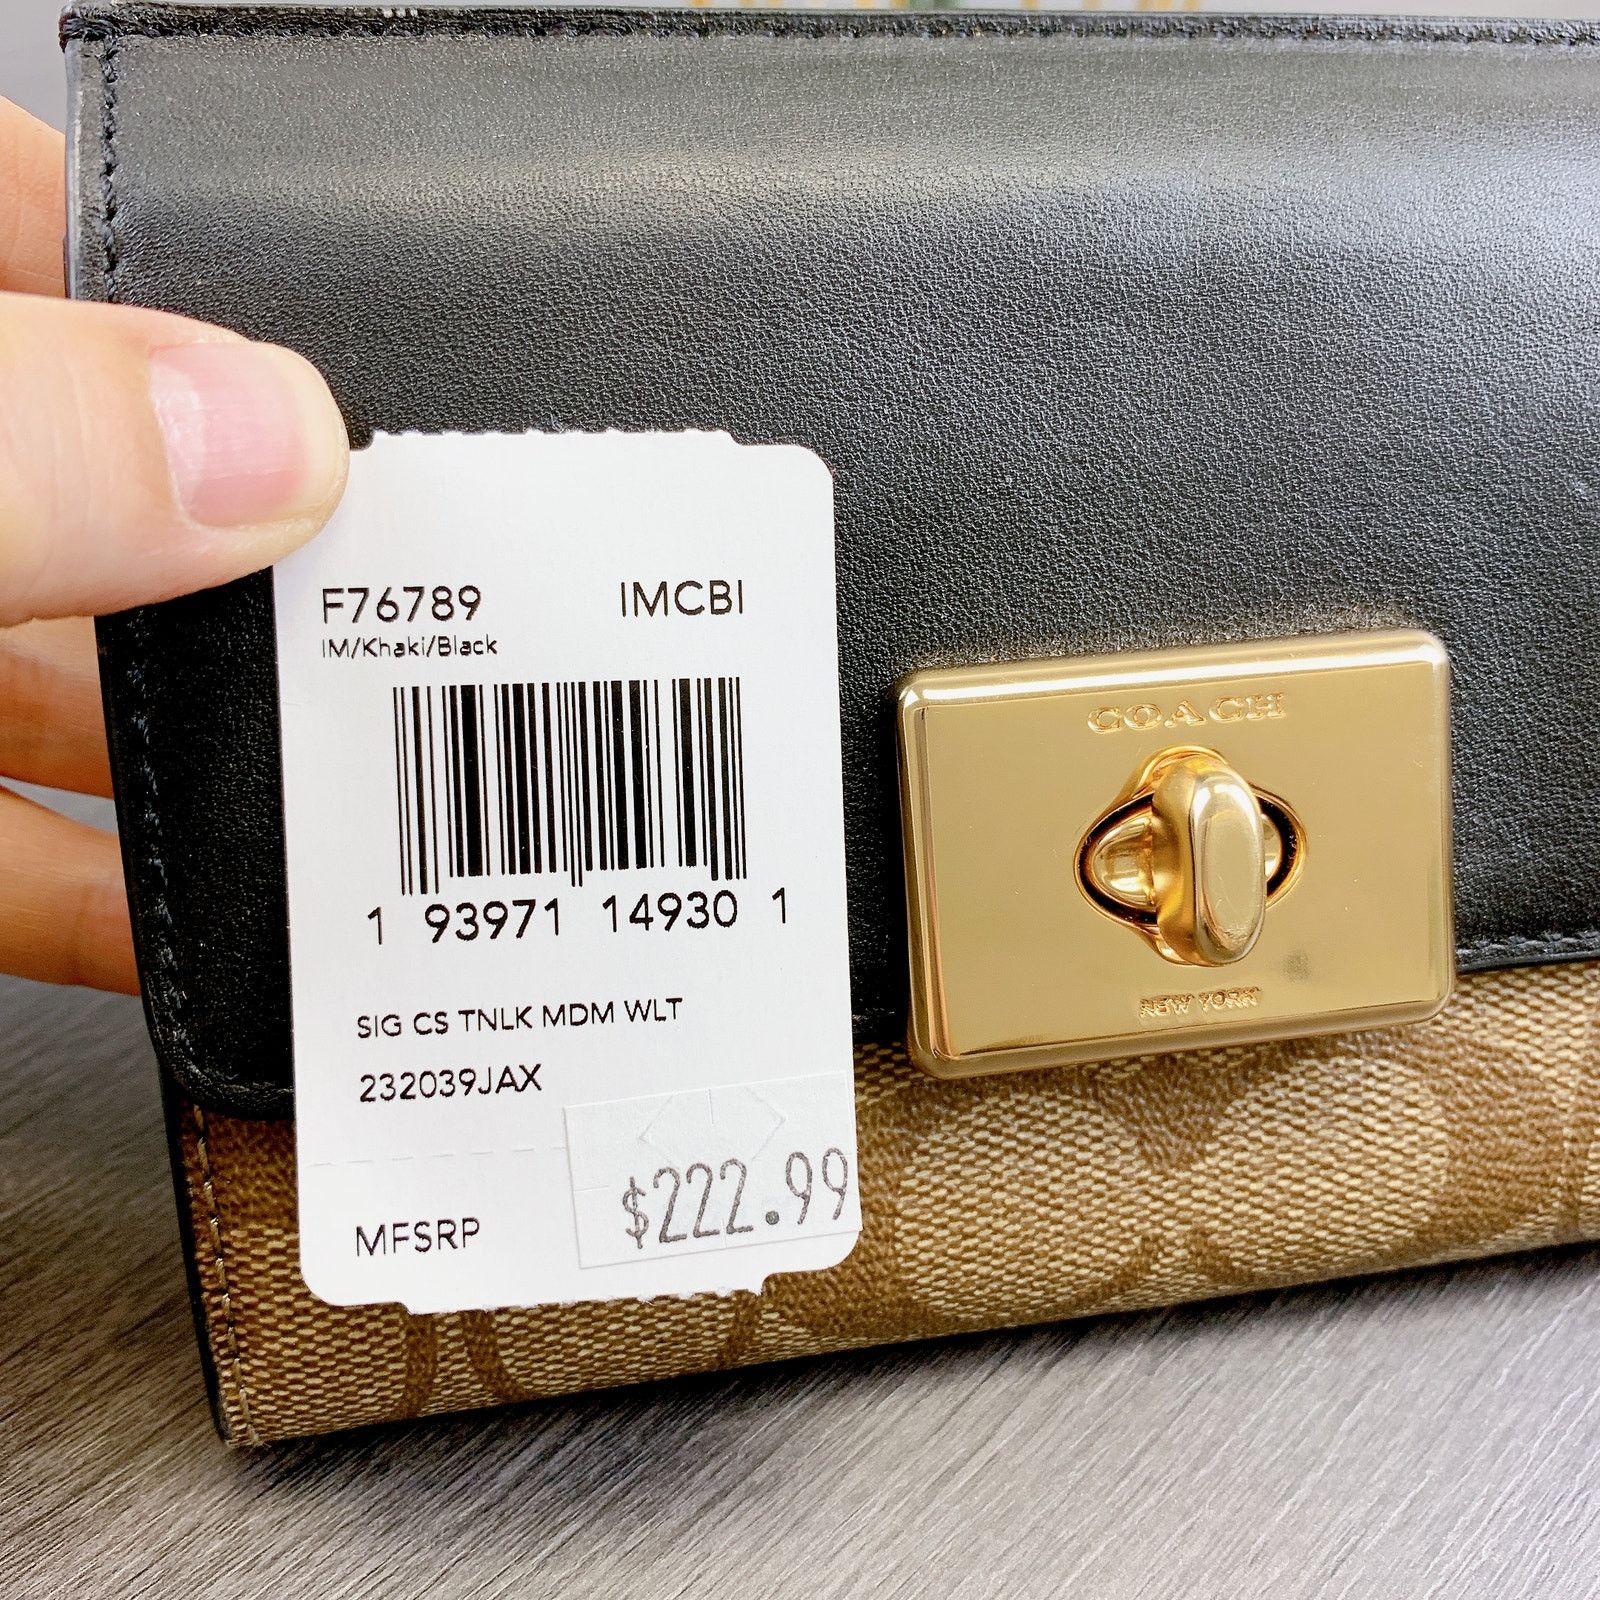 F76789 IMCBI
IM/Khaki/Black
1 93971 14930 1
SIG CS TNLK MDM WLT
232039JAX
MFSRP $222.99
COACH
NEW YORK